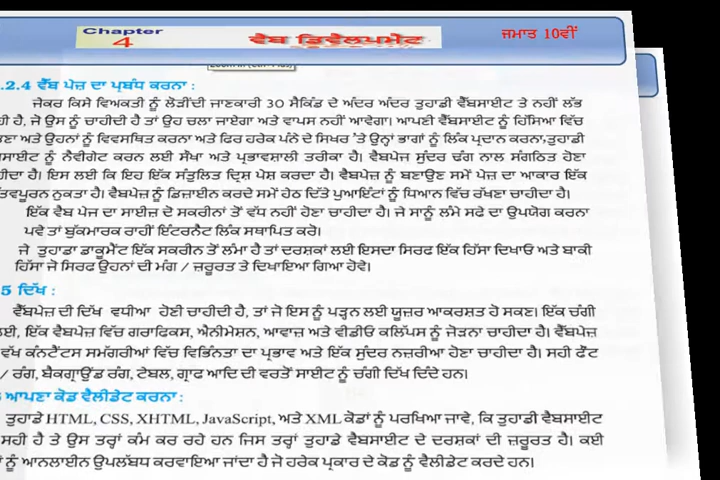 Chapter
4
ਵੈਬ ਡਿਵੈਲਪਮੈਂਟ
ਜਮਾਤ 10ਵੀਂ
.2.4 ਵੈੱਬ ਪੇਜ਼ ਦਾ ਪ੍ਰਬੰਧ ਕਰਨਾ :
ਜੇਕਰ ਕਿਸੇ ਵਿਅਕਤੀ ਨੂੰ ਲੋੜੀਂਦੀ ਜਾਣਕਾਰੀ 30 ਸੈਕਿੰਡ ਦੇ ਅੰਦਰ ਅੰਦਰ ਤੁਹਾਡੀ ਵੈੱਬਸਾਈਟ ਤੇ ਨਹੀਂ ਲੱਭ
ਹੈ, ਜੋ ਉਸ ਨੂੰ ਚਾਹੀਦੀ ਹੈ ਤਾਂ ਉਹ ਚਲਾ ਜਾਏਗਾ ਅਤੇ ਵਾਪਸ ਨਹੀਂ ਆਵੇਗਾ। ਆਪਣੀ ਵੈੱਬਸਾਈਟ ਨੂੰ ਹਿੱਸਿਆ ਵਿੱਚ
ਅਤੇ ਉਹਨਾਂ ਨੂੰ ਵਿਵਸਥਿਤ ਕਰਨਾ ਅਤੇ ਫਿਰ ਹਰੇਕ ਪੰਨੇ ਦੇ ਸਿਖਰ 'ਤੇ ਉਨ੍ਹਾਂ ਭਾਗਾਂ ਨੂੰ ਲਿੰਕ ਪ੍ਰਦਾਨ ਕਰਨਾ,ਤੁਹਾਡੀ
ਸਾਈਟ ਨੂੰ ਨੈਵੀਗੇਟ ਕਰਨ ਲਈ ਸੌਖਾ ਅਤੇ ਪ੍ਰਭਾਵਸ਼ਾਲੀ ਤਰੀਕਾ ਹੈ। ਵੈਬਪੇਜ ਸੁੰਦਰ ਢੰਗ ਨਾਲ ਸੰਗਠਿਤ ਹੋਣਾ
ਹੈ। ਇਸ ਲਈ ਕਿ ਇਹ ਇੱਕ ਸੰਤੁਲਿਤ ਦ੍ਰਿਸ਼ ਪੇਸ਼ ਕਰਦਾ ਹੈ। ਵੈਬਪੇਜ਼ ਨੂੰ ਬਣਾਉਣ ਸਮੇਂ ਪੇਜ਼ ਦਾ ਆਕਾਰ ਇੱਕ
ਨੁਕਤਾ ਹੈ। ਵੈਬਪੇਜ਼ ਨੂੰ ਡਿਜ਼ਾਈਨ ਕਰਦੇ ਸਮੇਂ ਹੇਠ ਦਿੱਤੇ ਪੁਆਇੰਟਾਂ ਨੂੰ ਧਿਆਨ ਵਿੱਚ ਰੱਖਣਾ ਚਾਹੀਦਾ ਹੈ।
ਇੱਕ ਵੈਬ ਪੇਜ ਦਾ ਸਾਈਜ਼ ਦੋ ਸਕਰੀਨਾਂ ਤੋਂ ਵੱਧ ਨਹੀਂ ਹੋਣਾ ਚਾਹੀਦਾ ਹੈ। ਜੇ ਸਾਨੂੰ ਲੰਮੇ ਸਫੇ ਦਾ ਉਪਯੋਗ ਕਰਨਾ
ਪਵੇ ਤਾਂ ਬੁੱਕਮਾਰਕ ਰਾਹੀਂ ਇੰਟਰਨੈਟ ਲਿੰਕ ਸਥਾਪਿਤ ਕਰੋ।
ਜੇ ਤੁਹਾਡਾ ਡਾਕੂਮੈਂਟ ਇੱਕ ਸਕਰੀਨ ਤੋਂ ਲੰਮਾ ਹੈ ਤਾਂ ਦਰਸ਼ਕਾਂ ਲਈ ਇਸਦਾ ਸਿਰਫ ਇੱਕ ਹਿੱਸਾ ਦਿਖਾਓ ਅਤੇ ਬਾਕੀ
ਹਿੱਸਾ ਜੋ ਸਿਰਫ ਉਹਨਾਂ ਦੀ ਮੰਗ / ਜ਼ਰੂਰਤ ਤੇ ਦਿਖਾਇਆ ਗਿਆ ਹੋਵੇ।
5 ਦਿੱਖ :
ਵੈੱਬਪੇਜ਼ ਦੀ ਦਿੱਖ ਵਧੀਆ ਹੋਣੀ ਚਾਹੀਦੀ ਹੈ, ਤਾਂ ਜੋ ਇਸ ਨੂੰ ਪੜ੍ਹਨ ਲਈ ਯੂਜ਼ਰ ਆਕਰਸ਼ਤ ਹੋ ਸਕਣ। ਇੱਕ ਚੰਗੀ
ਲਈ, ਇੱਕ ਵੈਬਪੇਜ਼ ਵਿੱਚ ਗਰਾਫਿਕਸ, ਐਨੀਮੇਸ਼ਨ, ਆਵਾਜ਼ ਅਤੇ ਵੀਡੀਓ ਕਲਿੱਪਸ ਨੂੰ ਜੋੜਨਾ ਚਾਹੀਦਾ ਹੈ। ਵੈੱਬਪੇਜ਼
ਵੱਖ ਕੰਨਟੈਂਟਸ ਸਮੱਗਰੀਆਂ ਵਿੱਚ ਵਿਭਿੰਨਤਾ ਦਾ ਪ੍ਰਭਾਵ ਅਤੇ ਇੱਕ ਸੁੰਦਰ ਨਜ਼ਰੀਆ ਹੋਣਾ ਚਾਹੀਦਾ ਹੈ। ਸਹੀ ਫੌਂਟ
/ ਰੰਗ, ਬੈਕਗ੍ਰਾਊਂਡ ਰੰਗ, ਟੇਬਲ, ਗ੍ਰਾਫ ਆਦਿ ਦੀ ਵਰਤੋਂ ਸਾਈਟ ਨੂੰ ਚੰਗੀ ਦਿੱਖ ਦਿੰਦੇ ਹਨ।
ਆਪਣਾ ਕੋਡ ਵੈਲੀਡੇਟ ਕਰਨਾ :
ਤੁਹਾਡੇ HTML, CSS, XHTML, JavaScript, ਅਤੇ XML ਕੋਡਾਂ ਨੂੰ ਪਰਖਿਆ ਜਾਵੇ, ਕਿ ਤੁਹਾਡੀ ਵੈਬਸਾਈਟ
ਸਹੀ ਹੈ ਤੇ ਉਸ ਤਰ੍ਹਾਂ ਕੰਮ ਕਰ ਰਹੇ ਹਨ ਜਿਸ ਤਰ੍ਹਾਂ ਤੁਹਾਡੇ ਵੈਬਸਾਈਟ ਦੇ ਦਰਸ਼ਕਾਂ ਦੀ ਜ਼ਰੂਰਤ ਹੈ। ਕਈ
ਨੂੰ ਆਨਲਾਈਨ ਉਪਲੱਬਧ ਕਰਵਾਇਆ ਜਾਂਦਾ ਹੈ ਜੋ ਹਰੇਕ ਪ੍ਰਕਾਰ ਦੇ ਕੋਡ ਨੂੰ ਵੈਲੀਡੇਟ ਕਰਦੇ ਹਨ।